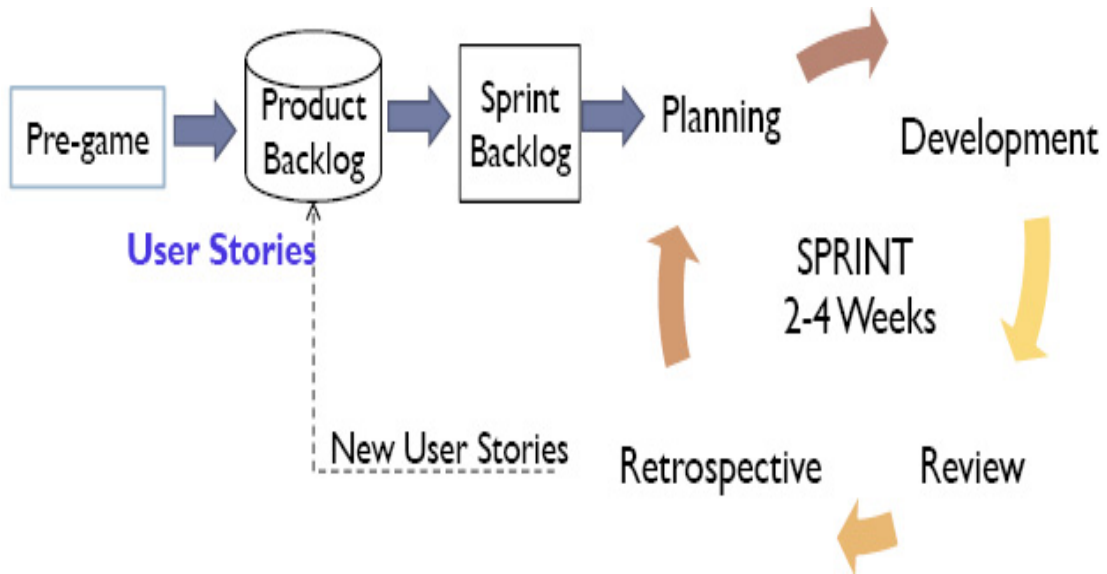 Pre-game
Product
Backlog
Sprint
Backlog
Planning
Development
User Stories
SPRINT
2-4 Weeks
New User Stories
Retrospective
Review